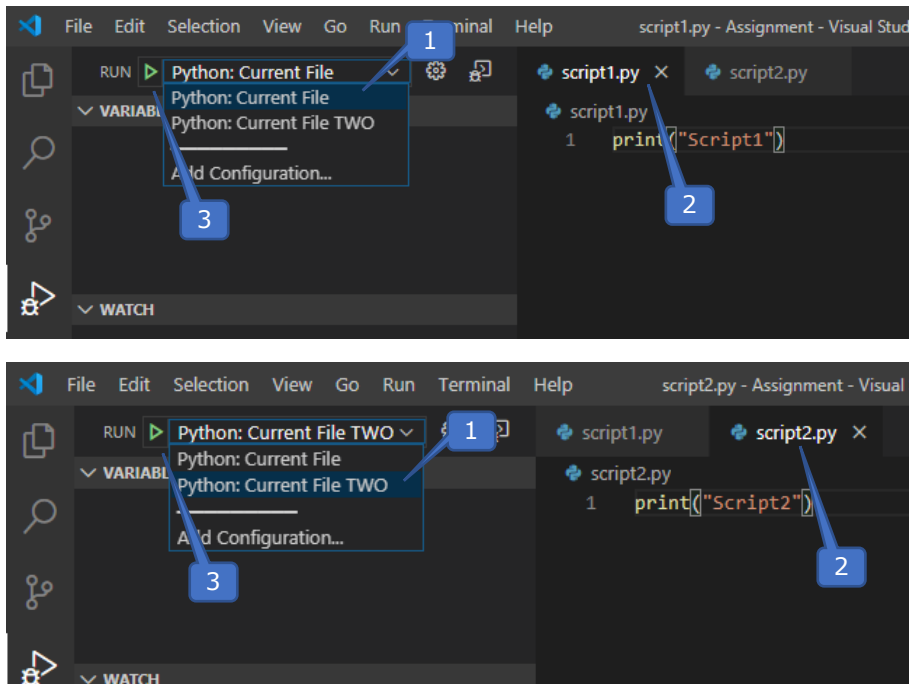 File Edit Selection View Go Run Terminal Help script1.py - Assignment - Visual Stud
1
RUN Python: Current File script1.py script2.py
Python: Current File
VARIABL script1.py
Python: Current File TWO
1 print("Script1")
Add Configuration...
2
3
WATCH
File Edit Selection View Go Run Terminal Help script2.py - Assignment - Visual
RUN Python: Current File TWO 1 script1.py script2.py
Python: Current File
VARIABL script2.py
Python: Current File TWO
1 print("Script2")
Add Configuration...
2
3
WATCH